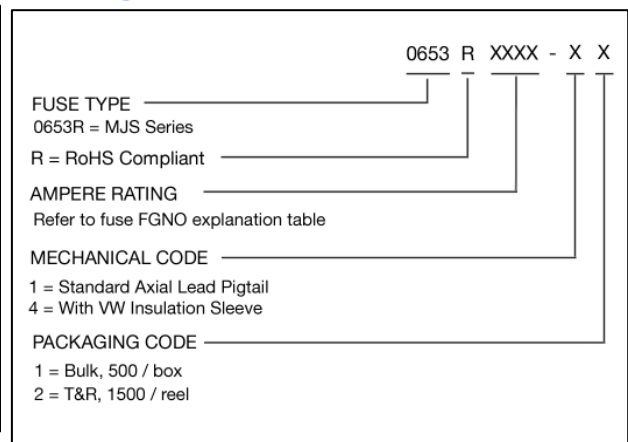 0653 R XXXX - X X
FUSE TYPE
0653R = MJS Series
R = RoHS Compliant
AMPERE RATING
Refer to fuse FGNO explanation table
MECHANICAL CODE
1 = Standard Axial Lead Pigtail
4 = With VW Insulation Sleeve
PACKAGING CODE
1 = Bulk, 500 / box
2 = T&R, 1500 / reel